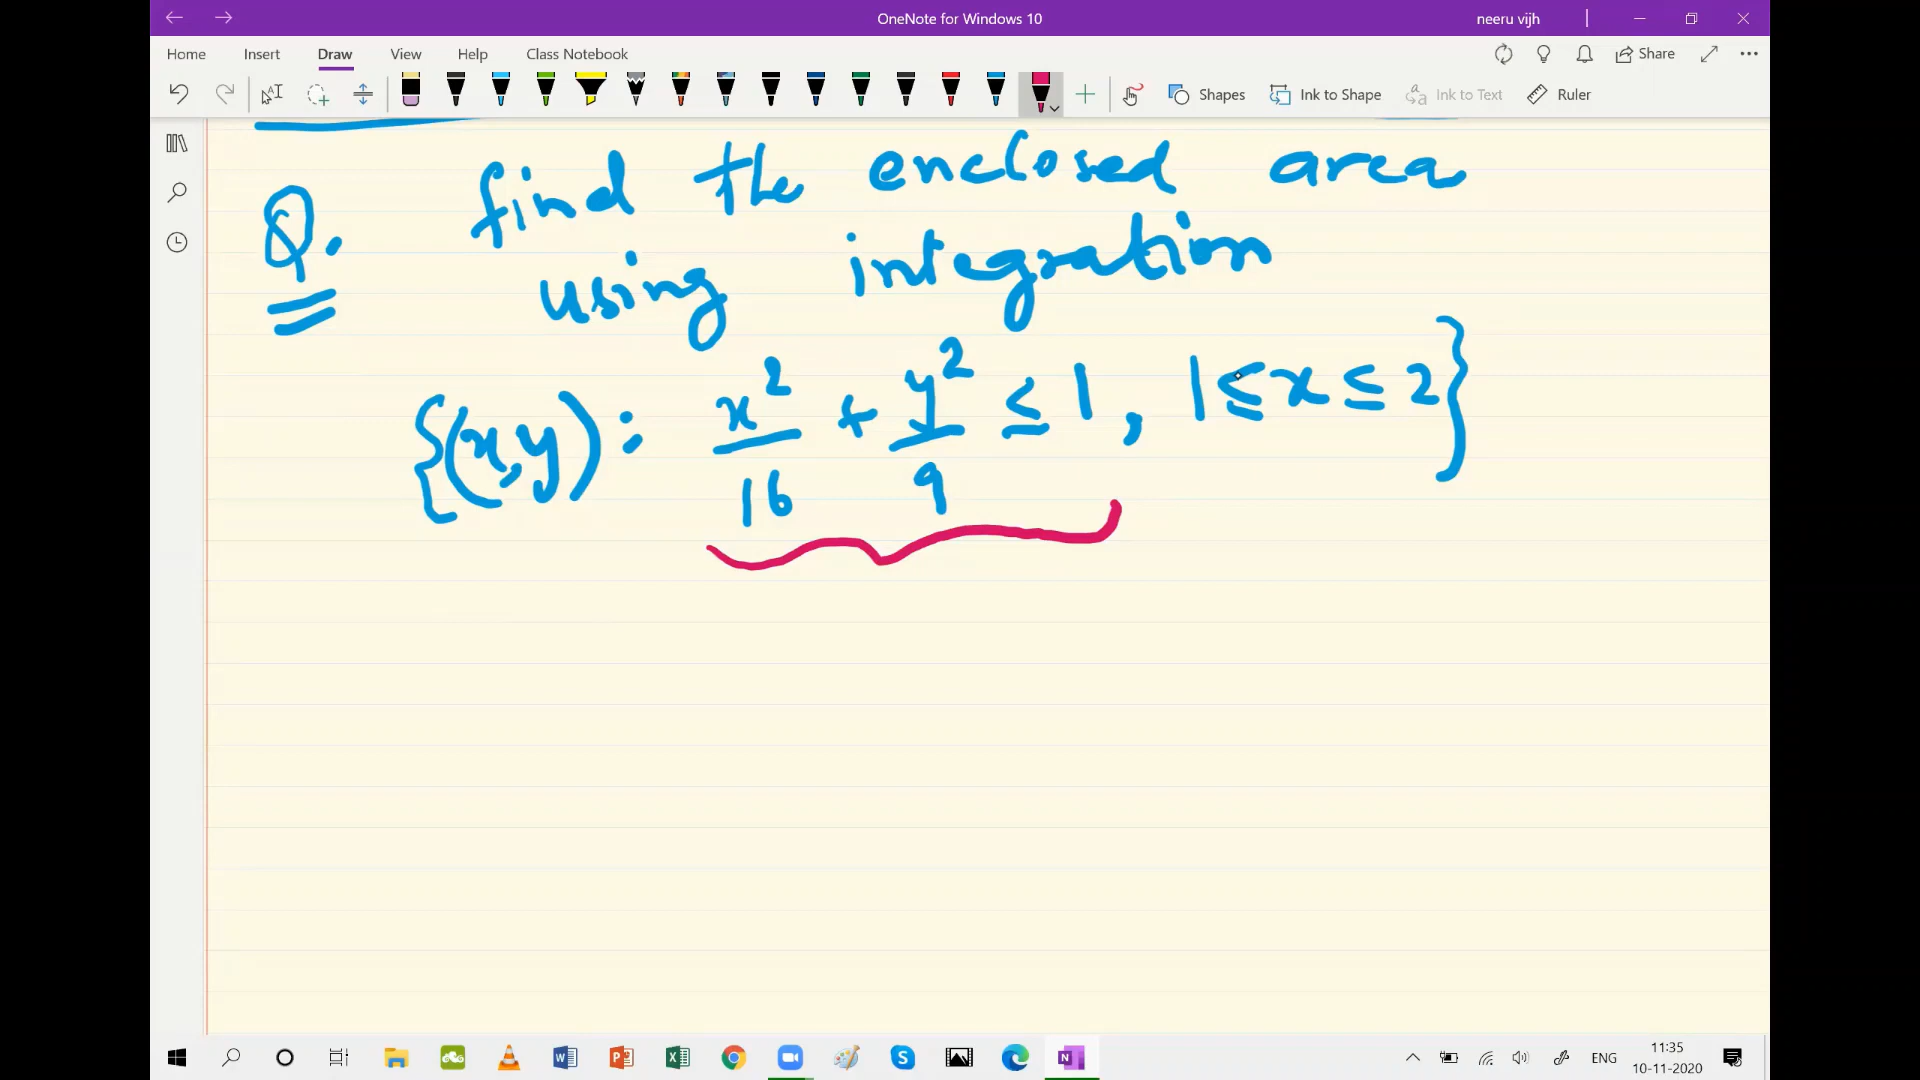 OneNote for Windows 10
neeru vijh
Home Insert Draw View Help Class Notebook
Share
Shapes Ink to Shape Ink to Text Ruler
Q. find the enclosed area
using integration
{(x,y): x²/16 + y²/9 ≤ 1, 1≤x≤2}
ENG
11:35
10-11-2020